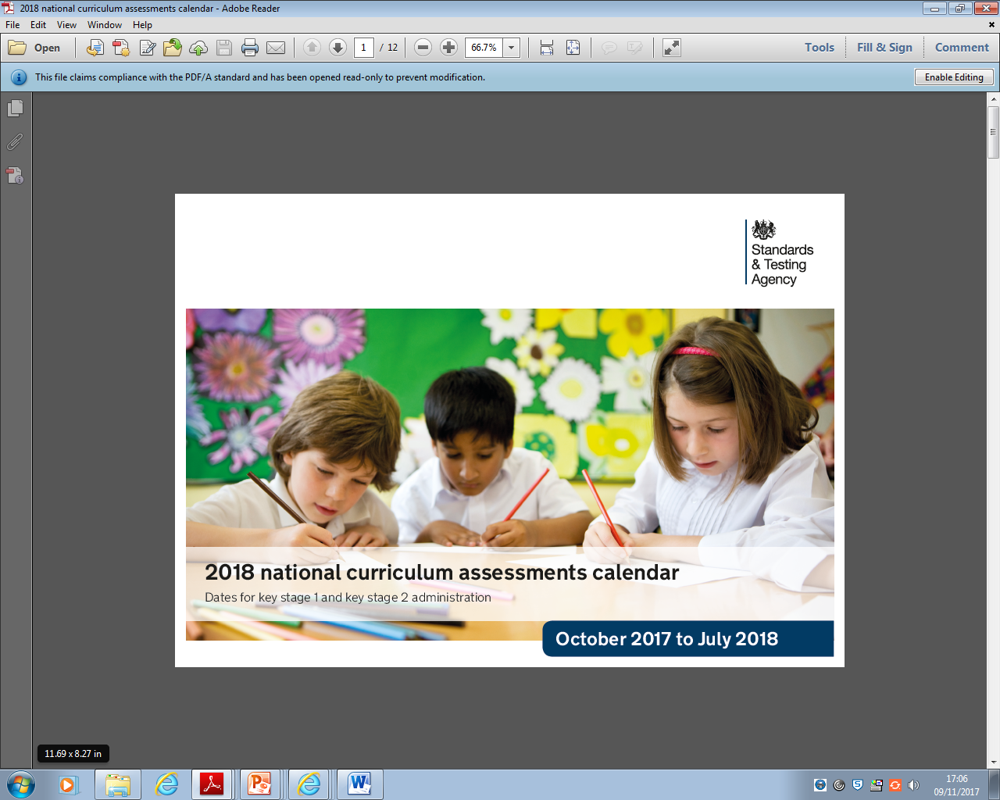 2018 national curriculum assessments calendar - Adobe Reader
File Edit View Window Help
Open 1 / 12 66.7% Tools Fill & Sign Comment
This file claims compliance with the PDF/A standard and has been opened read-only to prevent modification. Enable Editing
Standards
& Testing
Agency
2018 national curriculum assessments calendar
Dates for key stage 1 and key stage 2 administration
October 2017 to July 2018
11.69 x 8.27 in
17:06
09/11/2017